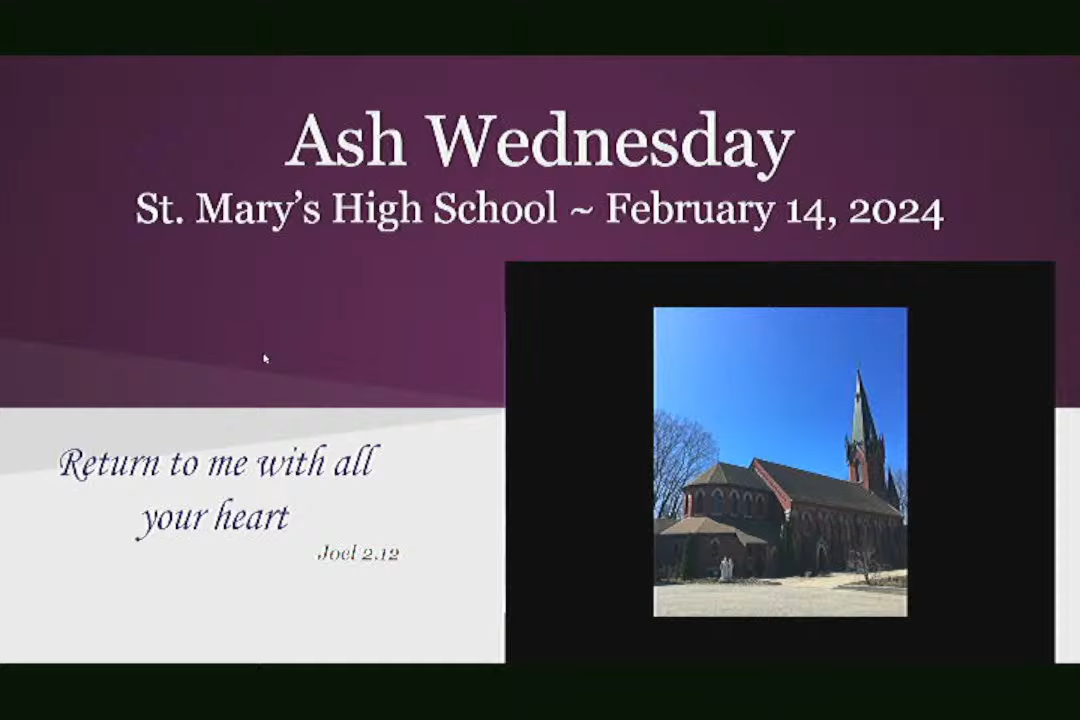 Ash Wednesday
St. Mary’s High School ~ February 14, 2024
Return to me with all
your heart
Joel 2.12